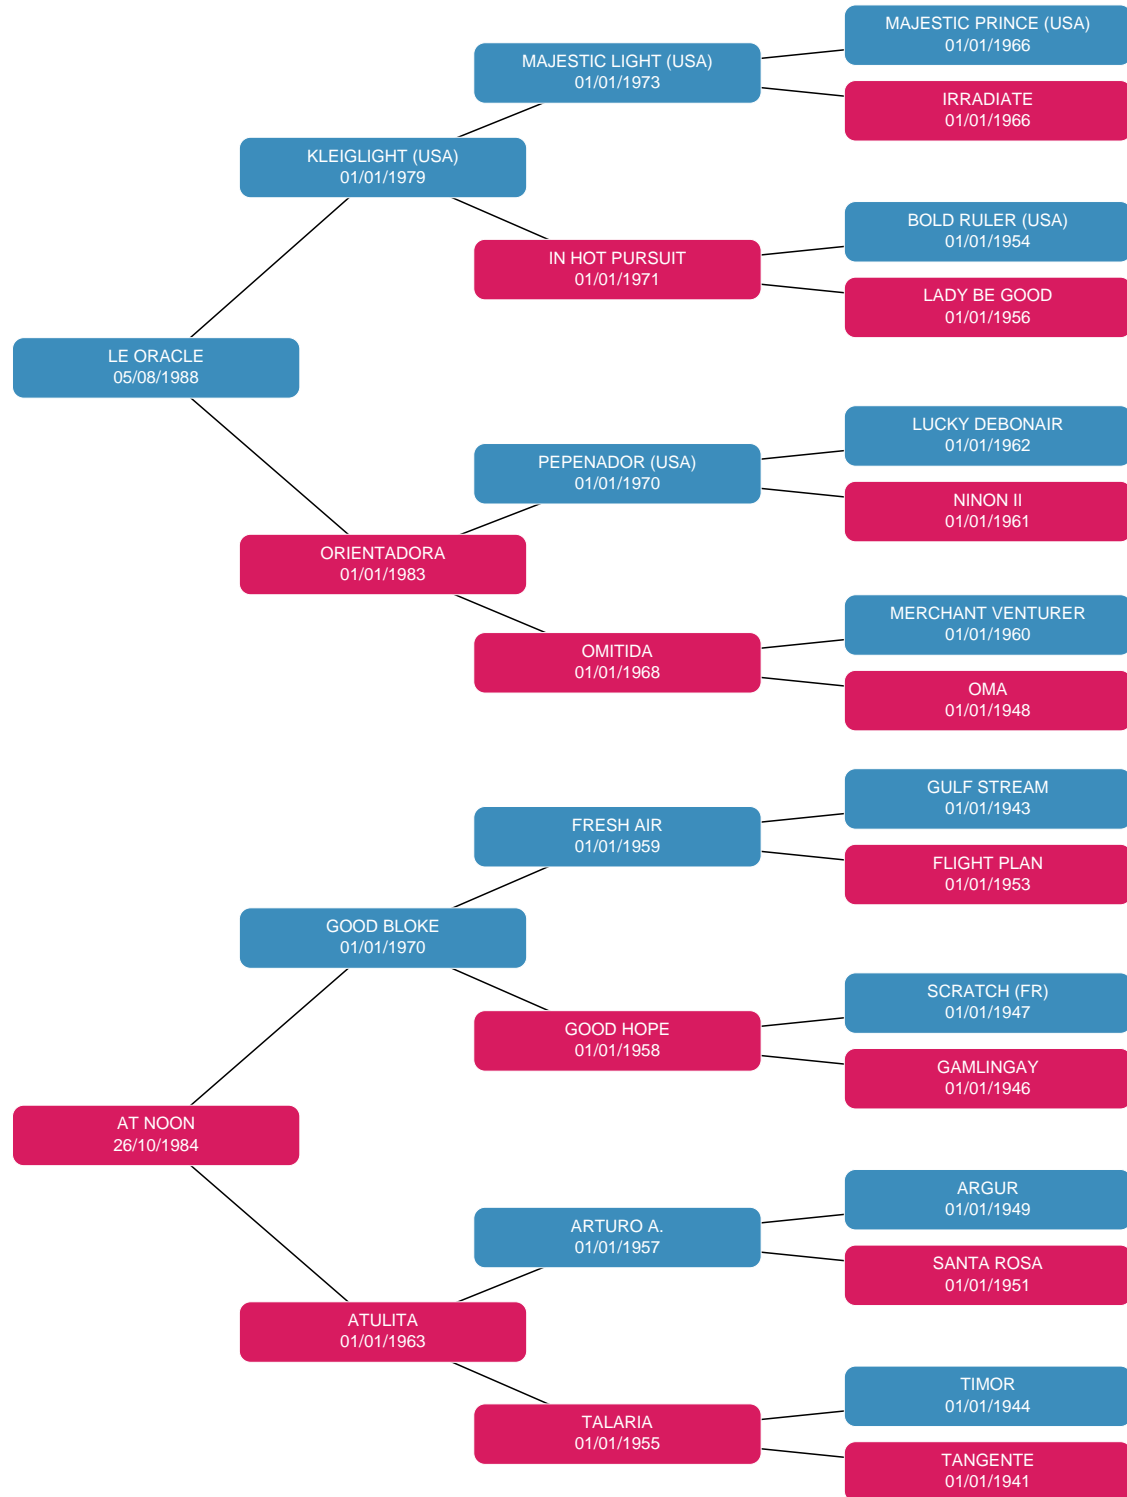 MAJESTIC PRINCE (USA)
01/01/1966
MAJESTIC LIGHT (USA)
01/01/1973
IRRADIATE
01/01/1966
KLEIGLIGHT (USA)
01/01/1979
BOLD RULER (USA)
01/01/1954
IN HOT PURSUIT
01/01/1971
LADY BE GOOD
01/01/1956
LE ORACLE
05/08/1988
LUCKY DEBONAIR
01/01/1962
PEPENADOR (USA)
01/01/1970
NINON II
01/01/1961
ORIENTADORA
01/01/1983
MERCHANT VENTURER
01/01/1960
OMITIDA
01/01/1968
OMA
01/01/1948
GULF STREAM
01/01/1943
FRESH AIR
01/01/1959
FLIGHT PLAN
01/01/1953
GOOD BLOKE
01/01/1970
SCRATCH (FR)
01/01/1947
GOOD HOPE
01/01/1958
GAMLINGAY
01/01/1946
AT NOON
26/10/1984
ARGUR
01/01/1949
ARTURO A.
01/01/1957
SANTA ROSA
01/01/1951
ATULITA
01/01/1963
TIMOR
01/01/1944
TALARIA
01/01/1955
TANGENTE
01/01/1941